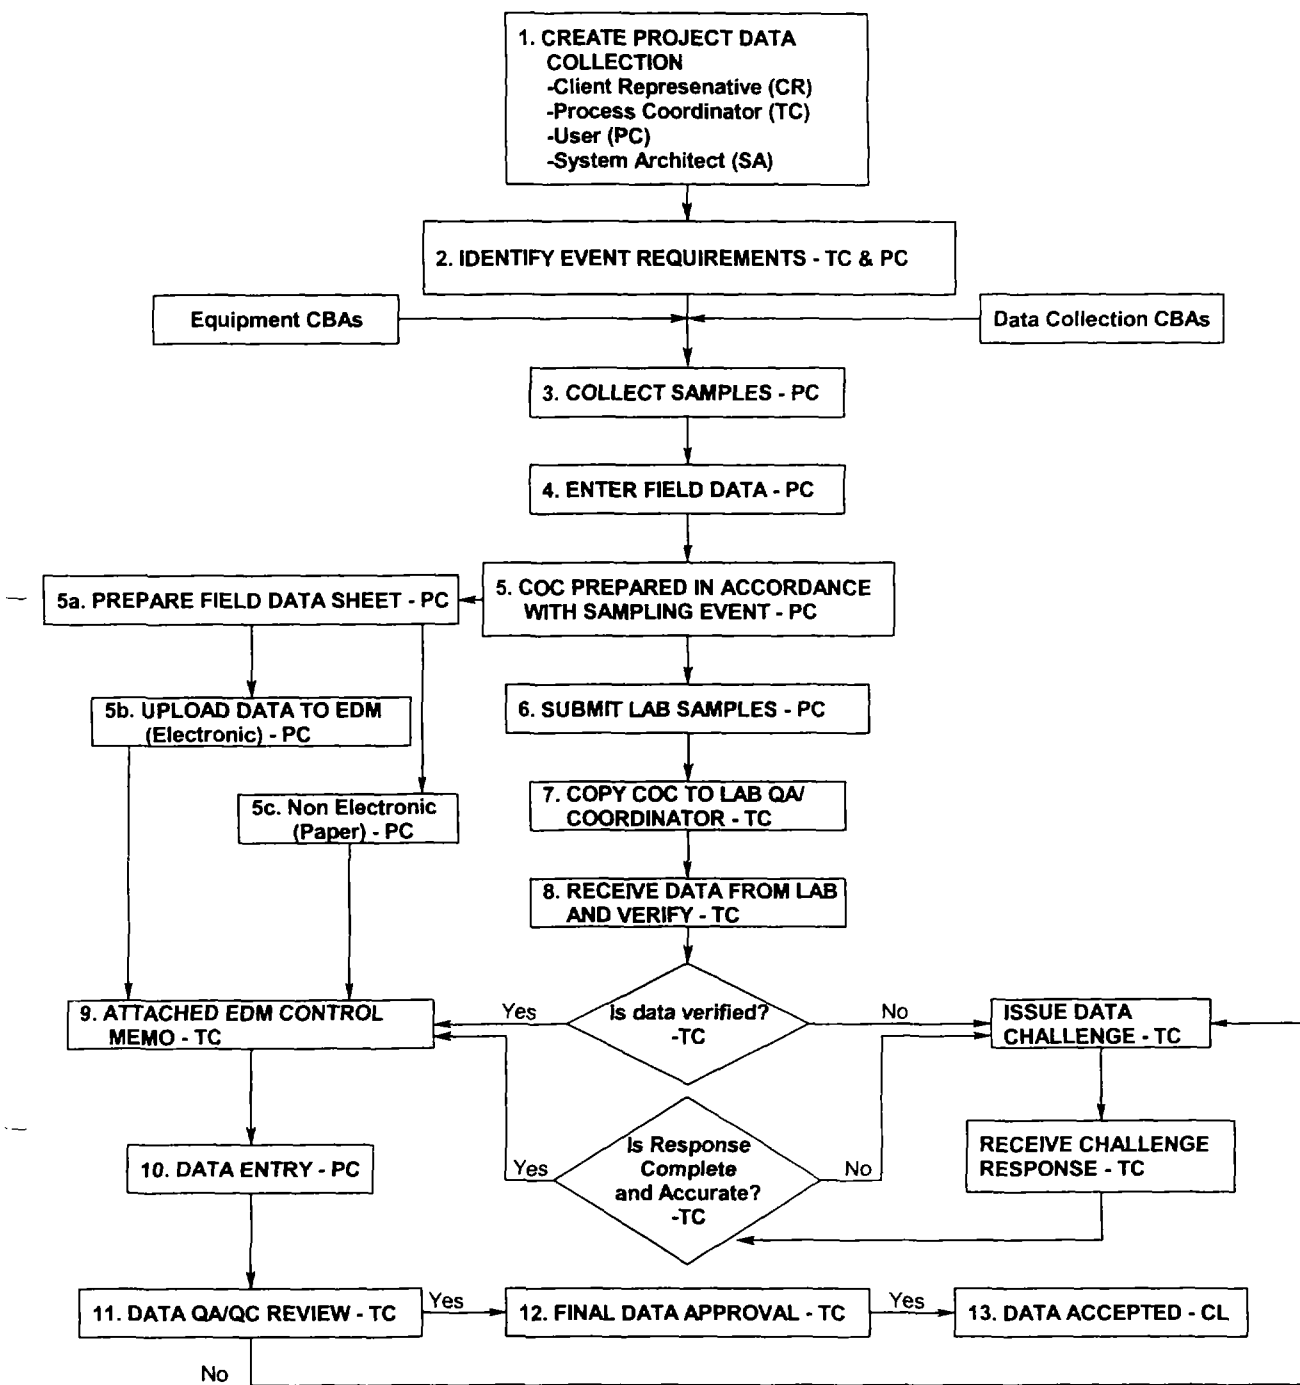 1. CREATE PROJECT DATA
COLLECTION
-Client Represenative (CR)
-Process Coordinator (TC)
-User (PC)
-System Architect (SA)
2. IDENTIFY EVENT REQUIREMENTS - TC & PC
Equipment CBAs
Data Collection CBAs
3. COLLECT SAMPLES - PC
4. ENTER FIELD DATA - PC
5. COC PREPARED IN ACCORDANCE
WITH SAMPLING EVENT - PC
5a. PREPARE FIELD DATA SHEET - PC
5b. UPLOAD DATA TO EDM
(Electronic) - PC
6. SUBMIT LAB SAMPLES - PC
5c. Non Electronic
(Paper) - PC
7. COPY COC TO LAB QA/
COORDINATOR - TC
8. RECEIVE DATA FROM LAB
AND VERIFY - TC
9. ATTACHED EDM CONTROL
MEMO - TC
Yes
Is data verified?
-TC
No
ISSUE DATA
CHALLENGE - TC
10. DATA ENTRY - PC
Yes
Is Response
Complete
and Accurate?
-TC
No
RECEIVE CHALLENGE
RESPONSE - TC
11. DATA QA/QC REVIEW - TC
Yes
12. FINAL DATA APPROVAL - TC
Yes
13. DATA ACCEPTED - CL
No